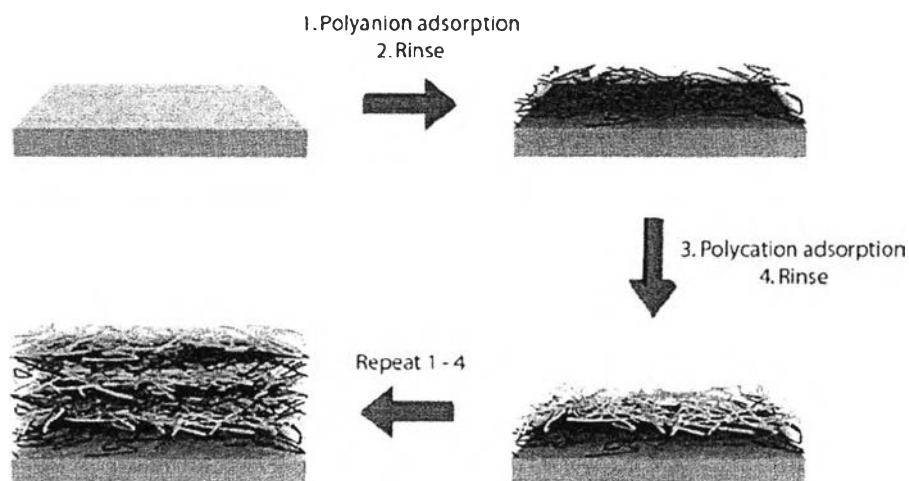 1. Polyanion adsorption
2. Rinse
3. Polycation adsorption
4. Rinse
Repeat 1 - 4